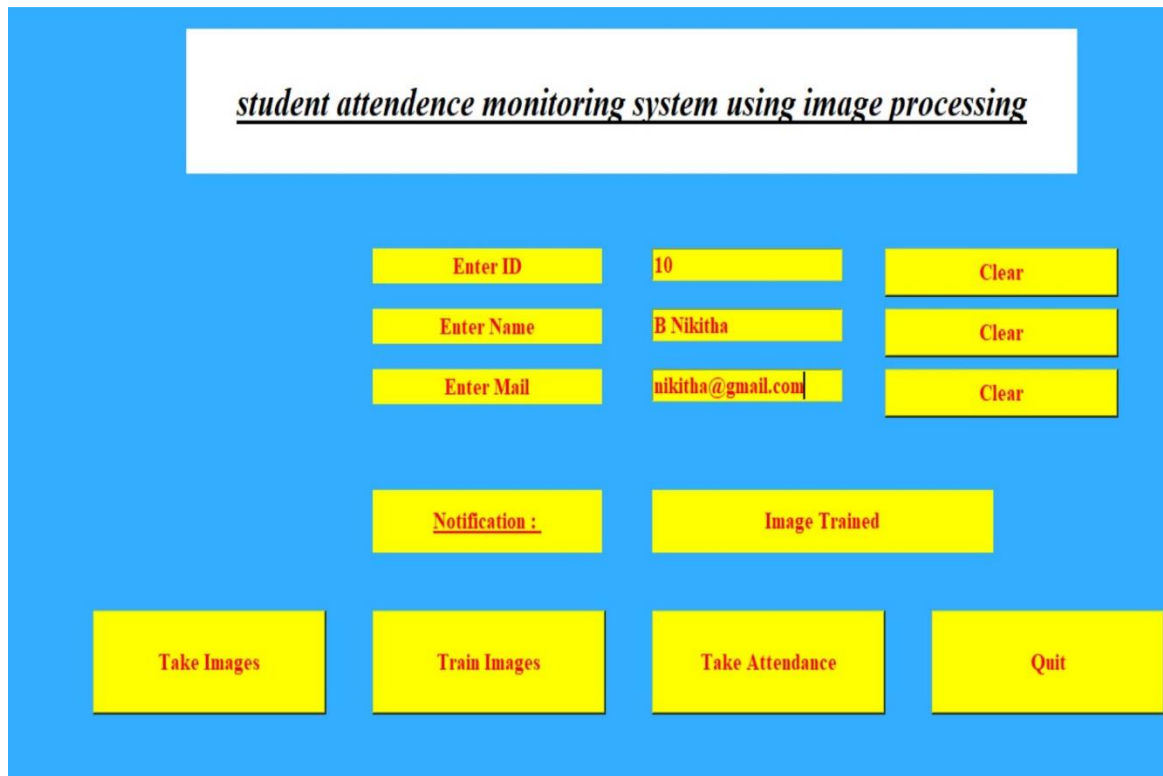 student attendence monitoring system using image processing
Enter ID 10 Clear
Enter Name B Nikitha Clear
Enter Mail nikitha@gmail.com Clear
Notification : Image Trained
Take Images Train Images Take Attendance Quit